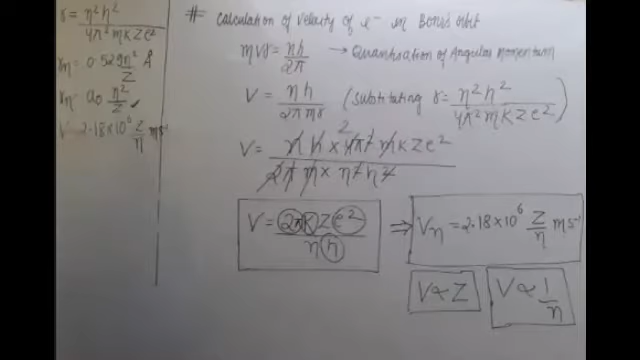 r = n²h² / 4π²mKZe²
rn = 0.529 n²/Z Å
rn = a₀ n²/Z
V = 2.18×10⁶ Z/n ms⁻¹
# Calculation of velocity of e⁻ in Bohr's orbit
mvr = nh/2π → Quantisation of Angular momentum
V = nh/2πmr (substituting r = n²h²/4π²mKZe²)
V = nh × 4π² mKZe² / 2πm × n²h²
V = 2πKZe²/nh ⇒ Vn = 2.18×10⁶ Z/n ms⁻¹
V ∝ Z V ∝ 1/n